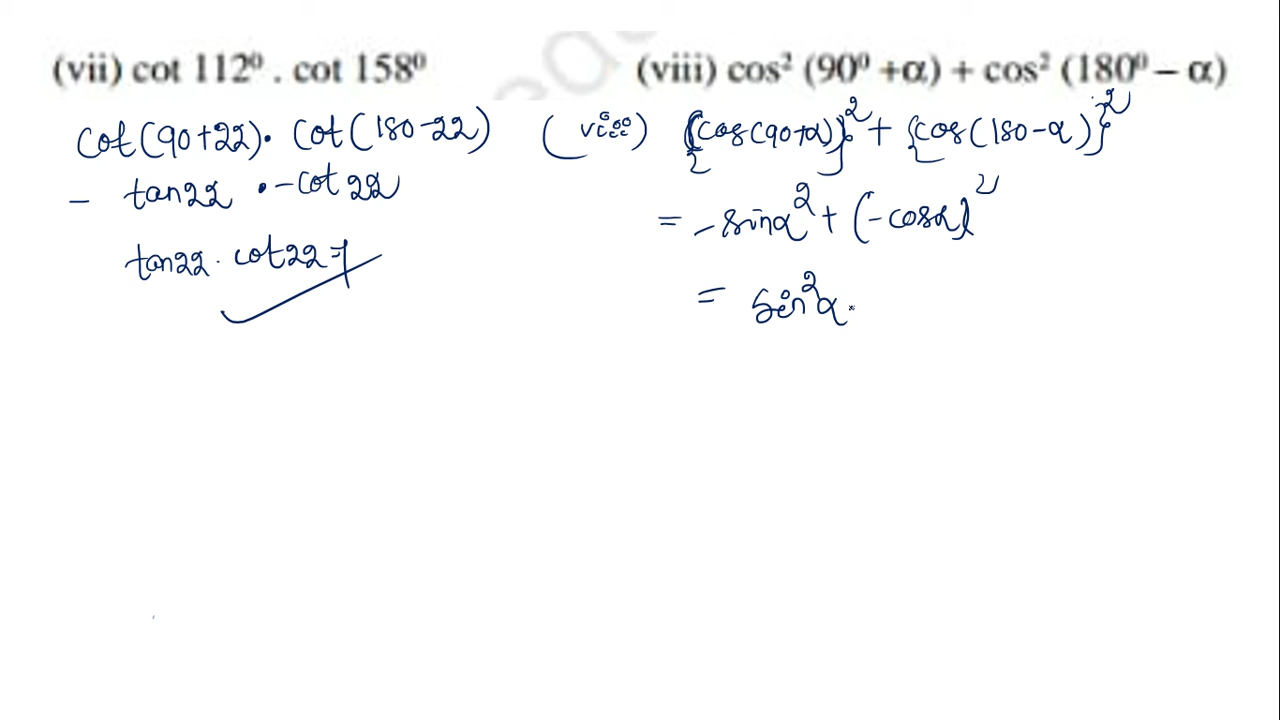 (vii) cot 112⁰ . cot 158⁰
(viii) cos² (90⁰ +α) + cos² (180⁰ – α)
cot(90+22)· cot(180-22)
- tan22 · -cot22
tan22 . cot22 = 1
(viii) {cos(90+α)}² + {cos(180-α)}²
= -sinα² + (-cosα)²
= sin²α.